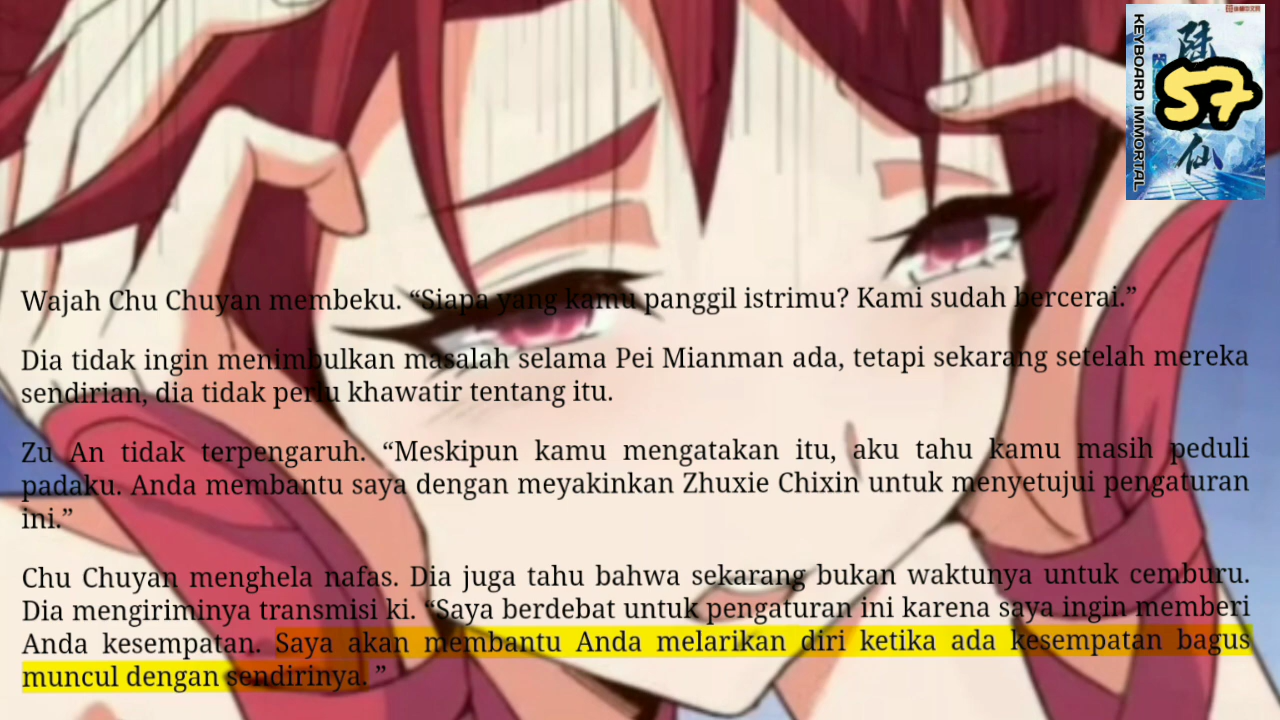 Wajah Chu Chuyan membeku. “Siapa yang kamu panggil istrimu? Kami sudah bercerai.”
Dia tidak ingin menimbulkan masalah selama Pei Mianman ada, tetapi sekarang setelah mereka
sendirian, dia tidak perlu khawatir tentang itu.
Zu An tidak terpengaruh. “Meskipun kamu mengatakan itu, aku tahu kamu masih peduli
padaku. Anda membantu saya dengan meyakinkan Zhuxie Chixin untuk menyetujui pengaturan
ini.”
Chu Chuyan menghela nafas. Dia juga tahu bahwa sekarang bukan waktunya untuk cemburu.
Dia mengiriminya transmisi ki. “Saya berdebat untuk pengaturan ini karena saya ingin memberi
Anda kesempatan. Saya akan membantu Anda melarikan diri ketika ada kesempatan bagus
muncul dengan sendirinya. ”
KEYBOARD IMMORTAL
陆
仙
57